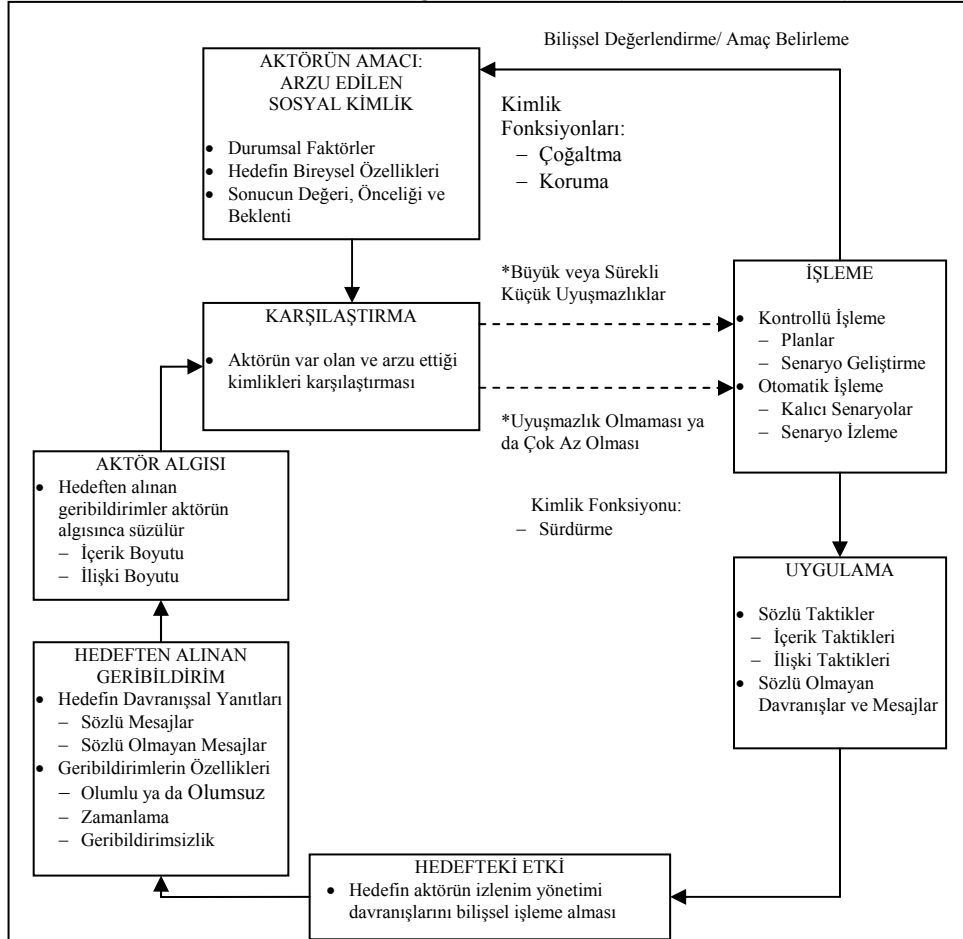 Bilişsel Değerlendirme/ Amaç Belirleme
AKTÖRÜN AMACI:
ARZU EDİLEN
SOSYAL KİMLİK
• Durumsal Faktörler
• Hedefin Bireysel Özellikleri
• Sonucun Değeri, Önceliği ve
Beklenti
Kimlik
Fonksiyonları:
– Çoğaltma
– Koruma
KARŞILAŞTIRMA
• Aktörün var olan ve arzu ettiği
kimlikleri karşılaştırması
*Büyük veya Sürekli
Küçük Uyuşmazlıklar
*Uyuşmazlık Olmaması ya
da Çok Az Olması
Kimlik Fonksiyonu:
– Sürdürme
İŞLEME
• Kontrollü İşleme
– Planlar
– Senaryo Geliştirme
• Otomatik İşleme
– Kalıcı Senaryolar
– Senaryo İzleme
UYGULAMA
• Sözlü Taktikler
– İçerik Taktikleri
– İlişki Taktikleri
• Sözlü Olmayan
Davranışlar ve Mesajlar
HEDEFTEKİ ETKİ
• Hedefin aktörün izlenim yönetimi
davranışlarını bilişsel işleme alması
HEDEFTEN ALINAN
GERİBİLDİRİM
• Hedefin Davranışsal Yanıtları
– Sözlü Mesajlar
– Sözlü Olmayan Mesajlar
• Geribildirimlerin Özellikleri
– Olumlu ya da Olumsuz
– Zamanlama
– Geribildirimsizlik
AKTÖR ALGISI
• Hedeften alınan
geribildirimler aktörün
algısınca süzülür
– İçerik Boyutu
– İlişki Boyutu